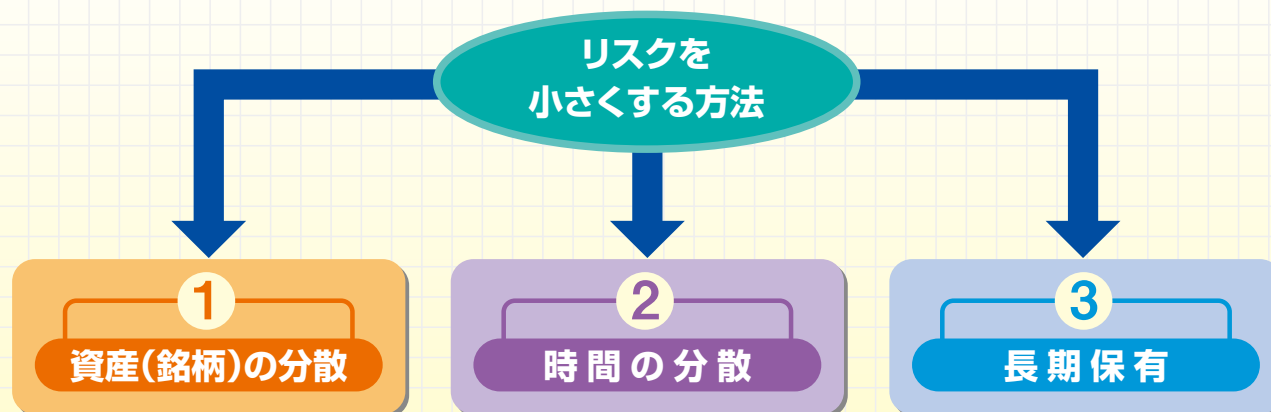 リスクを
小さくする方法
1
資産(銘柄)の分散
2
時間の分散
3
長期保有